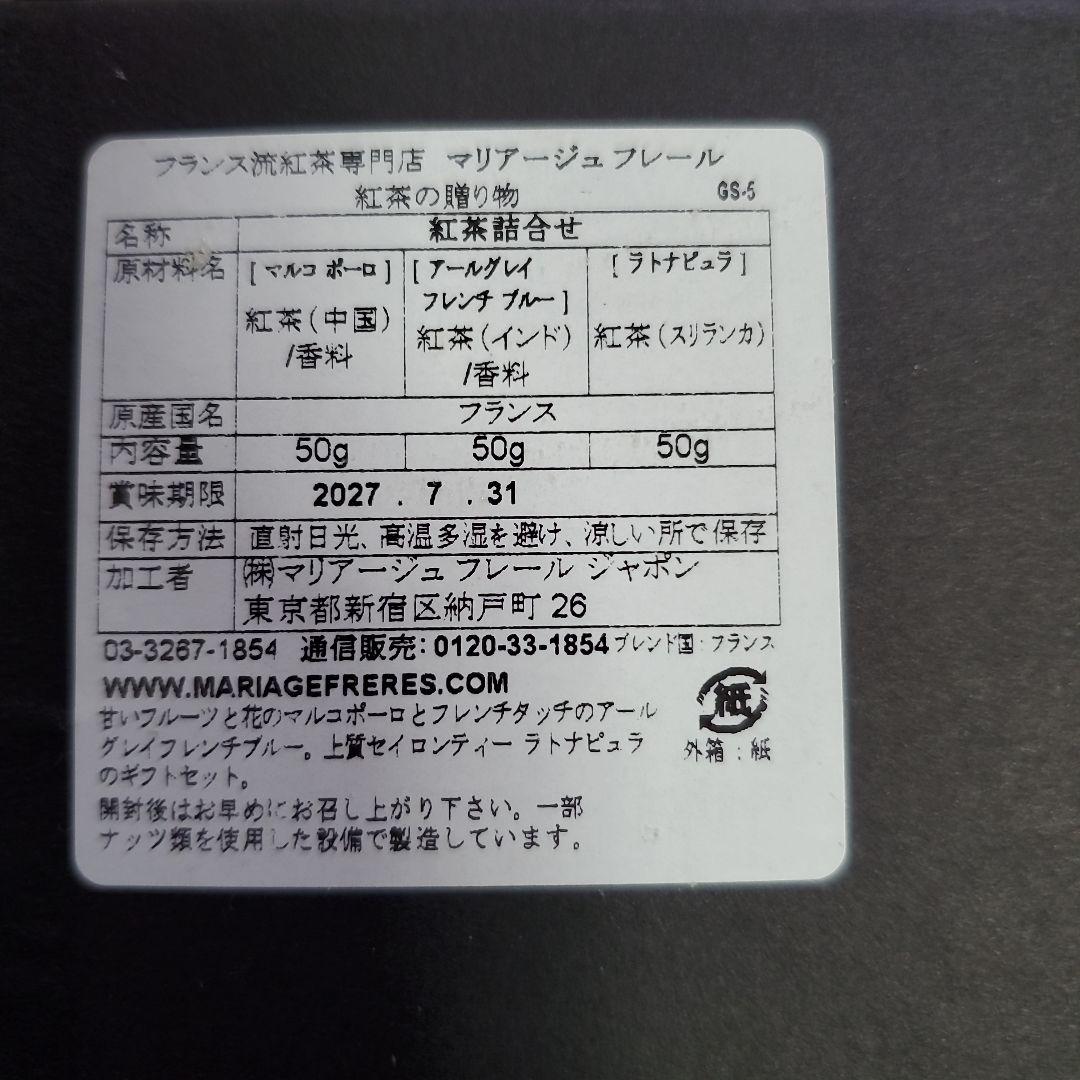 フランス流紅茶専門店 マリアージュ フレール
紅茶の贈り物 GS-5
名称 紅茶詰合せ
原材料名 [ マルコ ポーロ ] [ アールグレイ [ ラトナピュラ ]
フレンチ ブルー ]
紅茶(中国) 紅茶(インド) 紅茶(スリランカ)
/香料 /香料
原産国名 フランス
内容量 50g 50g 50g
賞味期限 2027 . 7 . 31
保存方法 直射日光、高温多湿を避け、涼しい所で保存
加工者 ㈱マリアージュ フレール ジャポン
東京都新宿区納戸町 26
03-3267-1854 通信販売:0120-33-1854 ブレンド国:フランス
WWW.MARIAGEFRERES.COM
甘いフルーツと花のマルコポーロとフレンチタッチのアール
グレイフレンチブルー。上質セイロンティー ラトナピュラ
のギフトセット。
紙
外箱:紙
開封後はお早めにお召し上がり下さい。一部
ナッツ類を使用した設備で製造しています。